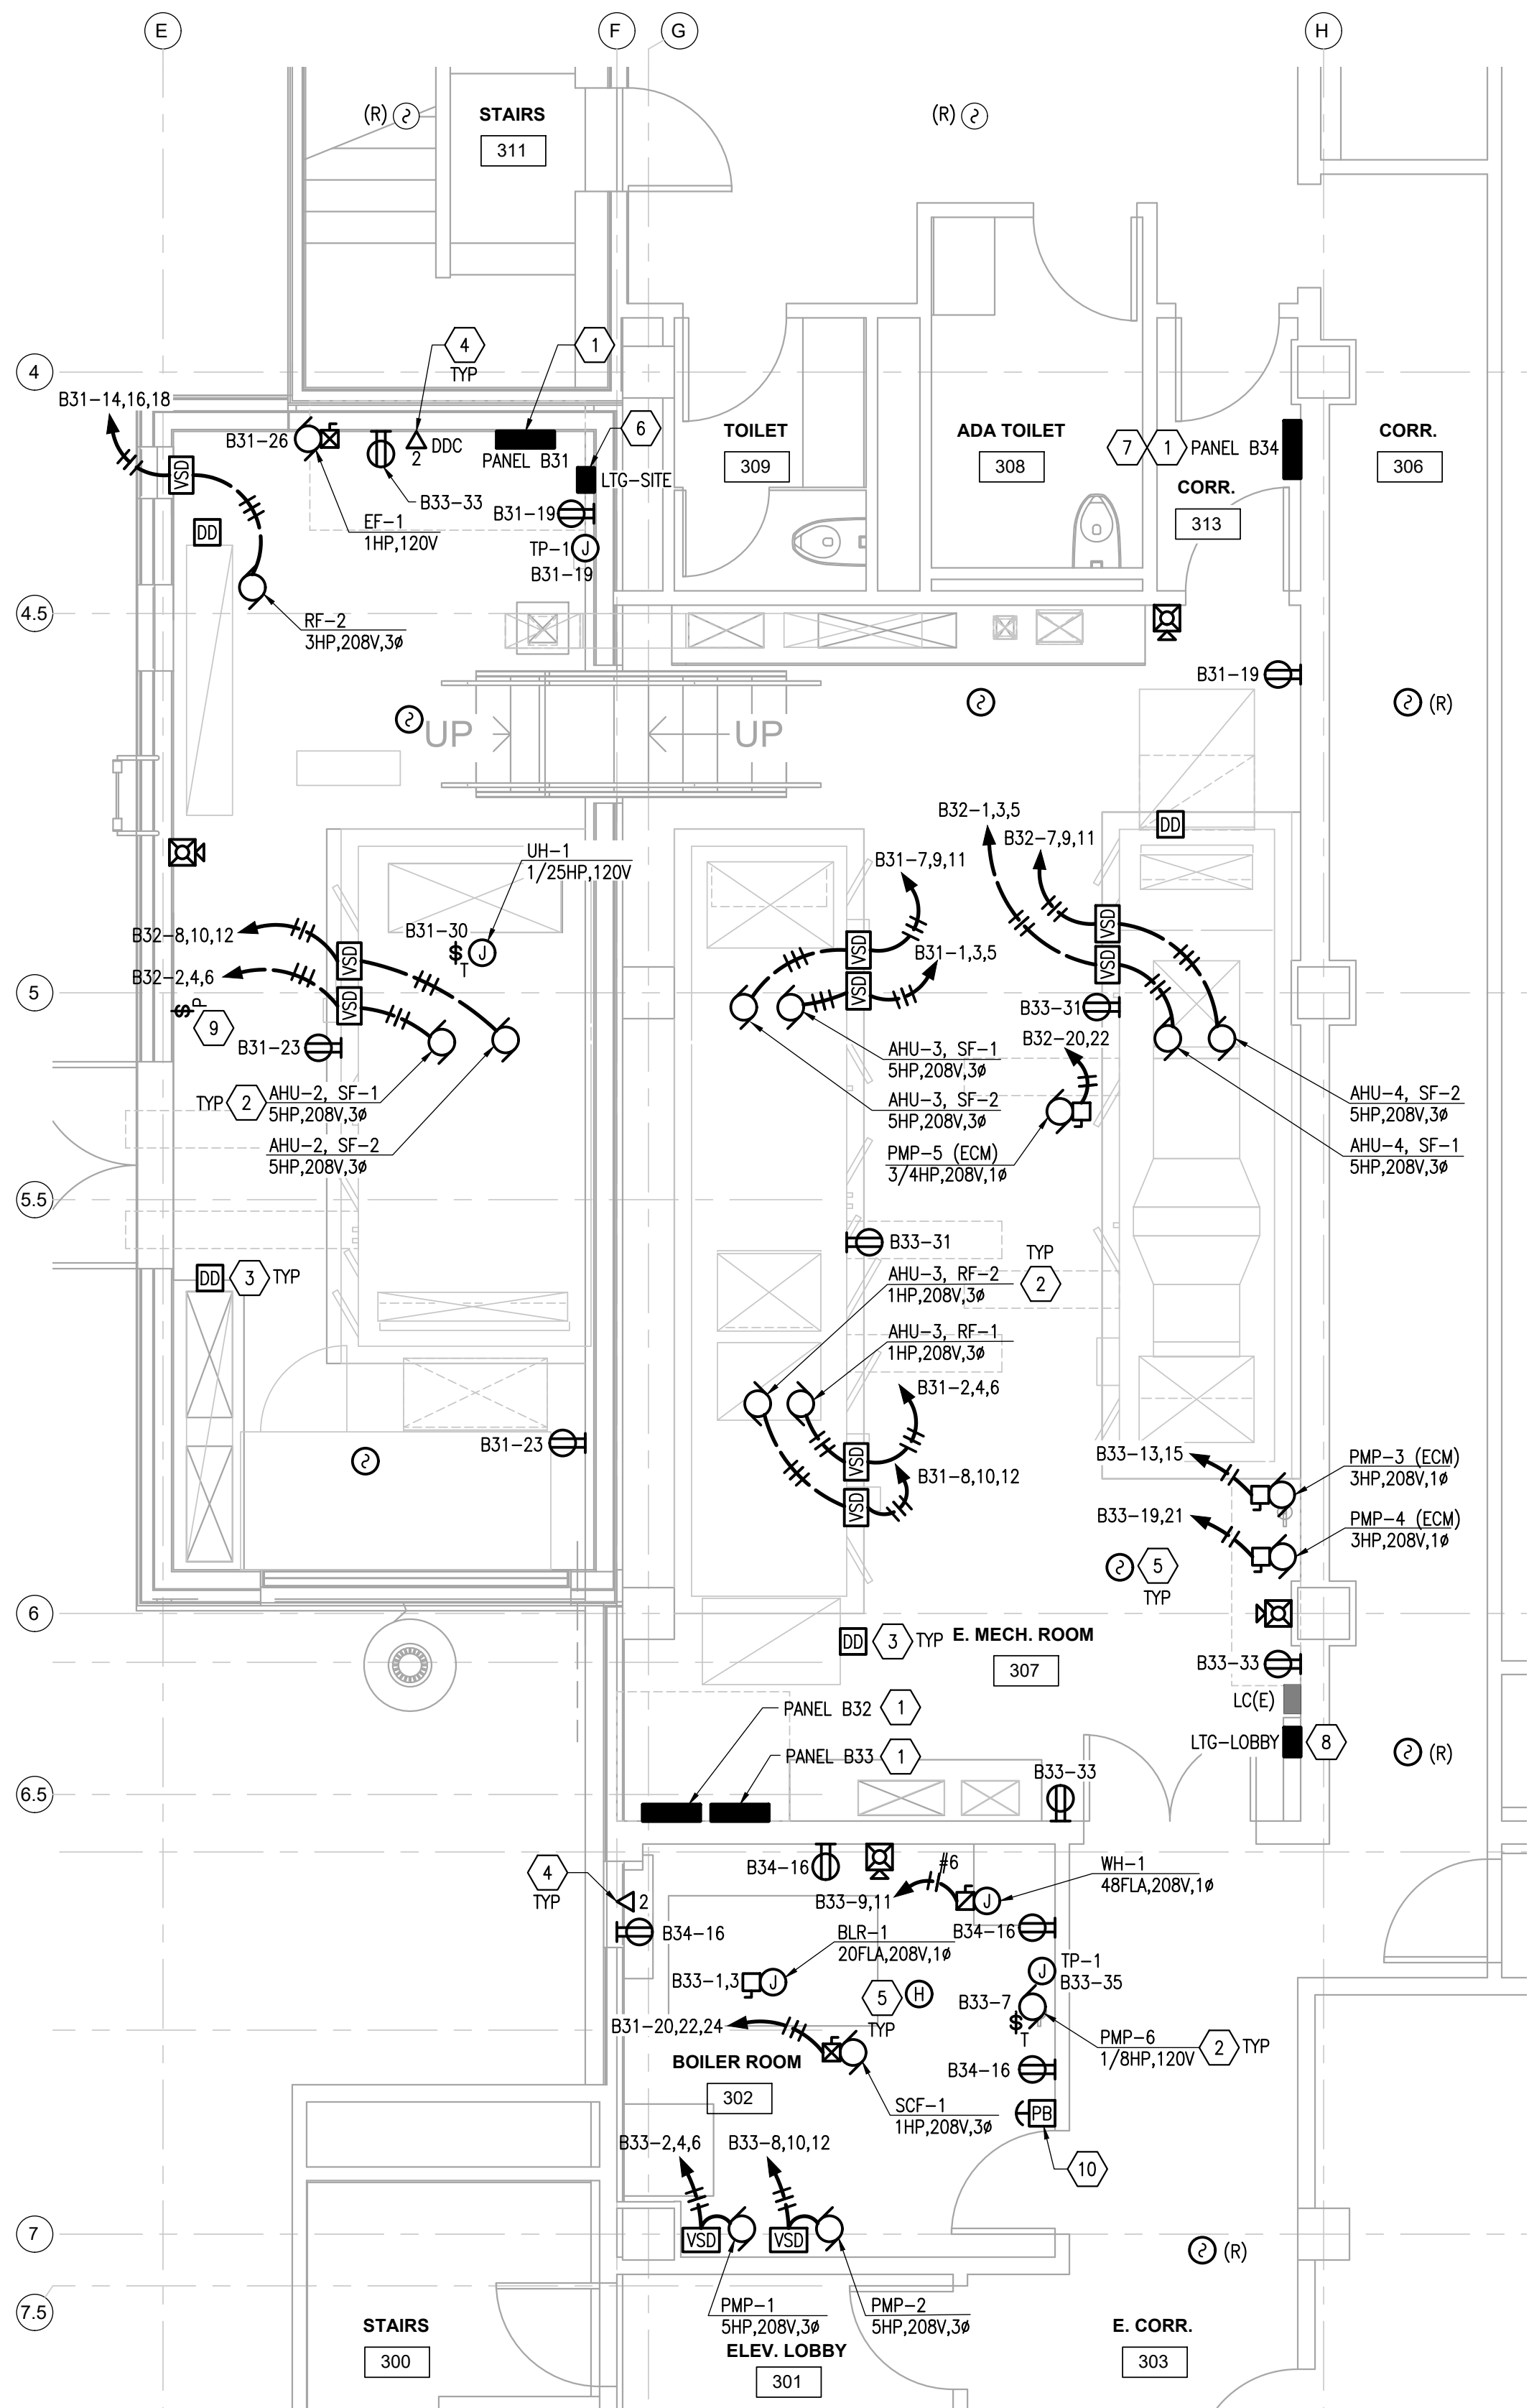 E
F
G
H
(R)
STAIRS
311
(R)
4
4
TYP
1
B31-14,16,18
B31-26
2
DDC
PANEL B31
6
TOILET
309
ADA TOILET
308
7
1
PANEL B34
CORR.
306
VSD
B33-33
LTG-SITE
CORR.
313
B31-19
EF-1
1HP,120V
DD
TP-1
J
B31-19
4.5
RF-2
3HP,208V,3ø
B31-19
(R)
UP
UP
B32-1,3,5
DD
B32-7,9,11
UH-1
1/25HP,120V
B31-7,9,11
B32-8,10,12
B31-30
$
T
J
VSD
VSD
B31-1,3,5
VSD
VSD
B32-2,4,6
VSD
VSD
5
$
P
9
B33-31
B31-23
B32-20,22
AHU-3, SF-1
5HP,208V,3ø
TYP
2
AHU-2, SF-1
5HP,208V,3ø
AHU-3, SF-2
5HP,208V,3ø
AHU-4, SF-2
5HP,208V,3ø
AHU-2, SF-2
5HP,208V,3ø
PMP-5 (ECM)
3/4HP,208V,1ø
AHU-4, SF-1
5HP,208V,3ø
5.5
B33-31
TYP
2
DD
3
TYP
AHU-3, RF-2
1HP,208V,3ø
AHU-3, RF-1
1HP,208V,3ø
B31-2,4,6
B31-23
VSD
B31-8,10,12
VSD
B33-13,15
PMP-3 (ECM)
3HP,208V,1ø
B33-19,21
PMP-4 (ECM)
3HP,208V,1ø
5
TYP
6
DD
3
TYP
E. MECH. ROOM
307
B33-33
LC(E)
PANEL B32
1
LTG-LOBBY
8
(R)
PANEL B33
1
B33-33
6.5
4
TYP
2
B34-16
#6
B33-9,11
J
WH-1
48FLA,208V,1ø
B34-16
B34-16
BLR-1
20FLA,208V,1ø
B33-1,3
J
J
TP-1
B33-35
5
TYP
H
B33-7
$
T
B31-20,22,24
PMP-6
1/8HP,120V
2
TYP
BOILER ROOM
302
B34-16
SCF-1
1HP,208V,3ø
PB
B33-2,4,6
B33-8,10,12
10
7
VSD
VSD
(R)
7.5
PMP-1
5HP,208V,3ø
PMP-2
5HP,208V,3ø
STAIRS
300
ELEV. LOBBY
301
E. CORR.
303